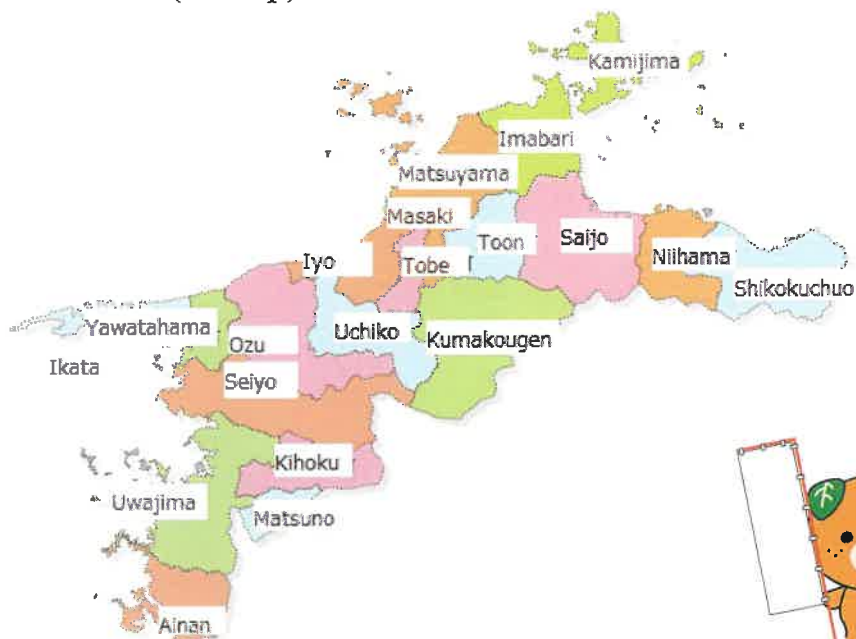 Kamijima
Imabari
Matsuyama
Masaki
Toon
Saijo
Iyo
Tobe
Niihama
Shikokuchuo
Yawatahama
Ozu
Uchiko
Kumakougen
Ikata
Seiyo
Kihoku
Uwajima
Matsuno
Ainan